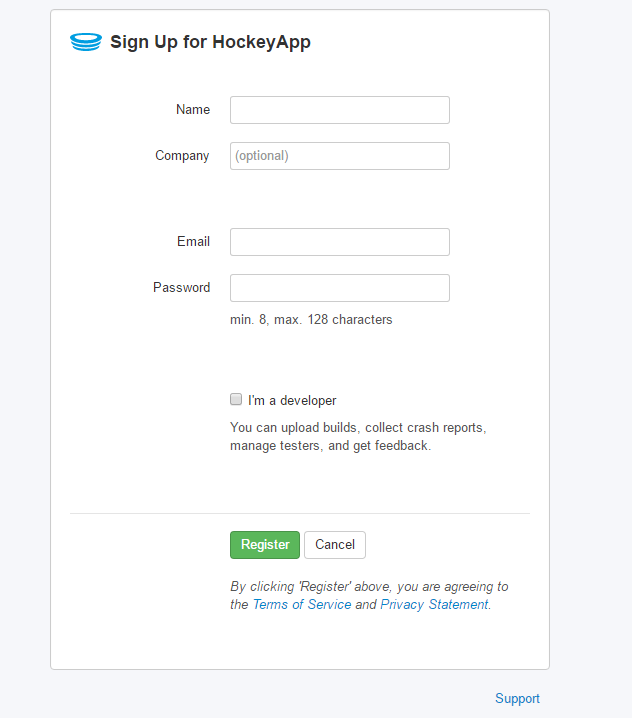 Sign Up for HockeyApp
Name
Company
(optional)
Email
Password
min. 8, max. 128 characters
I'm a developer
You can upload builds, collect crash reports,
manage testers, and get feedback.
Register
Cancel
By clicking 'Register' above, you are agreeing to
the Terms of Service and Privacy Statement.
Support